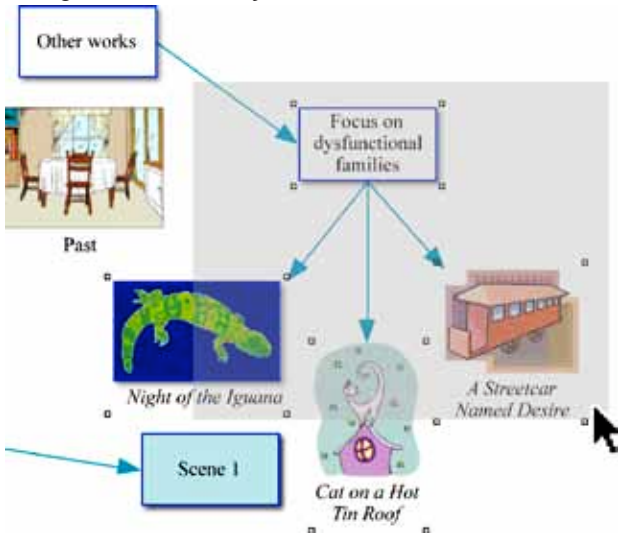 Other works
Focus on
dysfunctional
families
Past
Night of the Iguana
A Streetcar
Named Desire
Scene 1
Cat on a Hot
Tin Roof